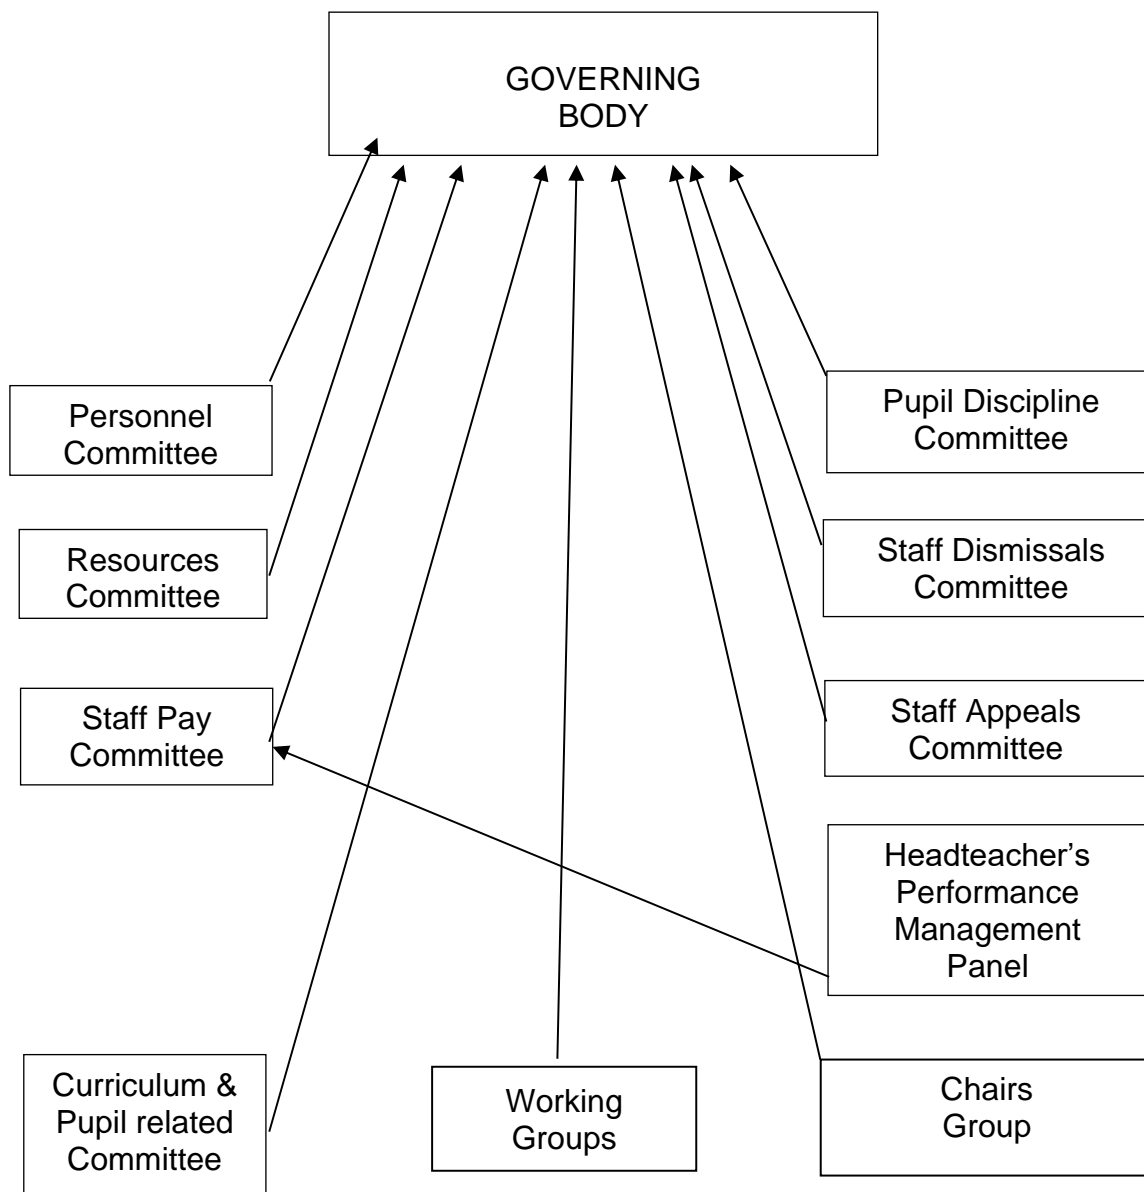 GOVERNING
BODY
Personnel
Committee
Pupil Discipline
Committee
Resources
Committee
Staff Dismissals
Committee
Staff Pay
Committee
Staff Appeals
Committee
Headteacher’s
Performance
Management
Panel
Curriculum &
Pupil related
Committee
Working
Groups
Chairs
Group